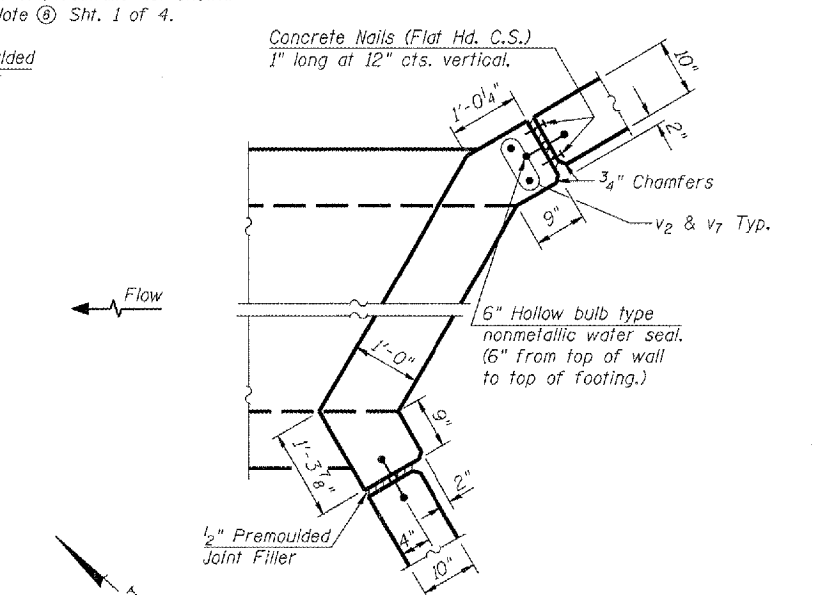 Note ⑧ Sht. 1 of 4.
Concrete Nails (Flat Hd. C.S.)
1" long at 12" cts. vertical.
10"
1'-0¼"
2"
¾" Chamfers
9"
v₂ & v₇ Typ.
Flow
6" Hollow bulb type
nonmetallic water seal.
(6" from top of wall
to top of footing.)
1'-0"
9"
1'-3⅞"
2"
½" Premoulded
Joint Filler
4"
10"